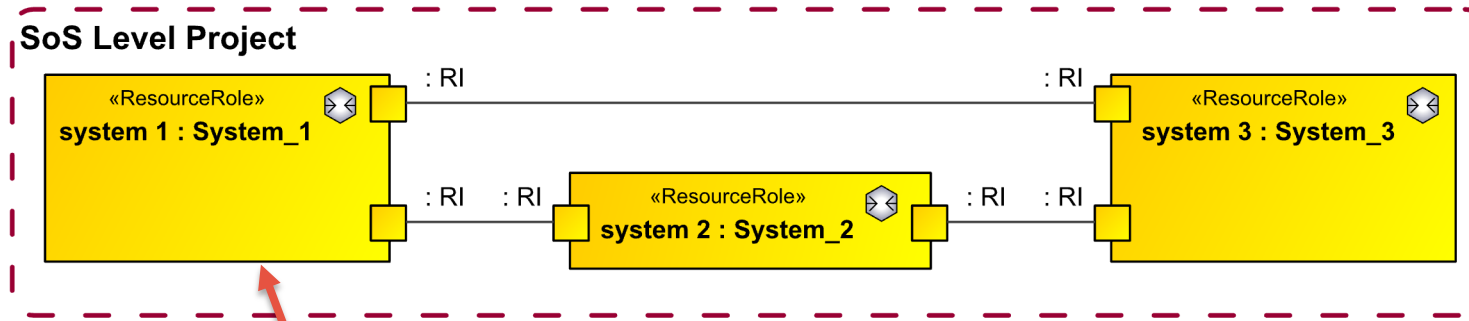 SoS Level Project
: RI
: RI
«ResourceRole»
system 1 : System_1
«ResourceRole»
system 3 : System_3
: RI
: RI
«ResourceRole»
system 2 : System_2
: RI
: RI